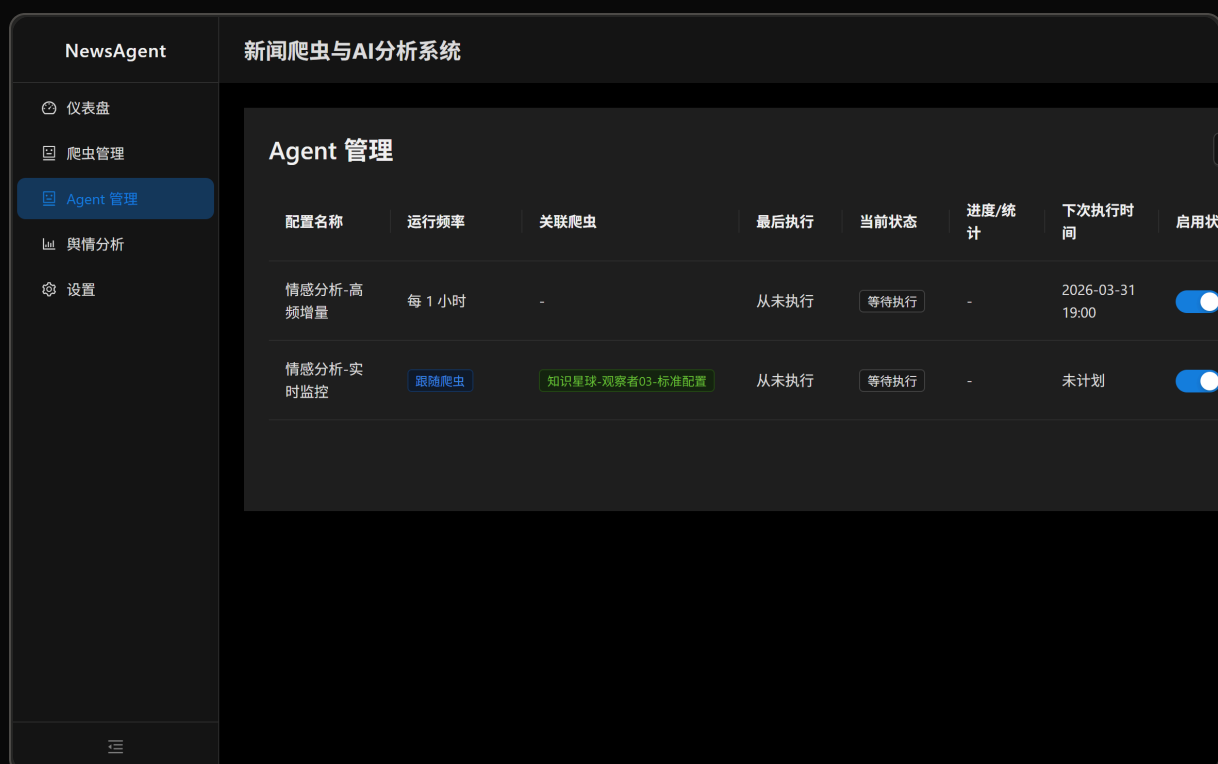 NewsAgent
新闻爬虫与AI分析系统
仪表盘
爬虫管理
Agent 管理
舆情分析
设置
Agent 管理
配置名称
运行频率
关联爬虫
最后执行
当前状态
进度/统
计
下次执行时
间
启用状
情感分析-高
频增量
每 1 小时
-
从未执行
等待执行
-
2026-03-31
19:00
情感分析-实
时监控
跟随爬虫
知识星球-观察者03-标准配置
从未执行
等待执行
-
未计划